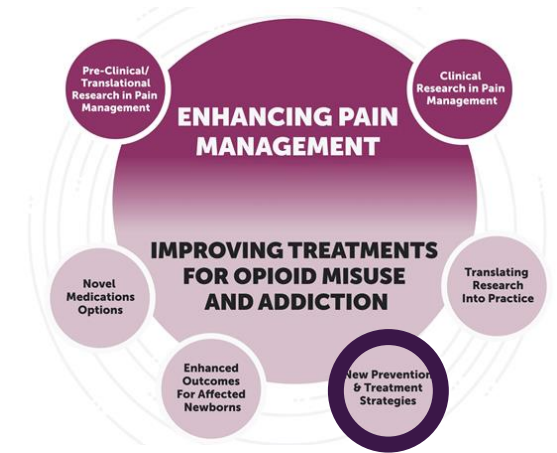 Pre-Clinical/
Translational
Research in Pain
Management
Clinical
Research in Pain
Management
ENHANCING PAIN
MANAGEMENT
IMPROVING TREATMENTS
FOR OPIOID MISUSE
AND ADDICTION
Novel
Medications
Options
Translating
Research
Into Practice
Enhanced
Outcomes
For Affected
Newborns
New Prevention
& Treatment
Strategies